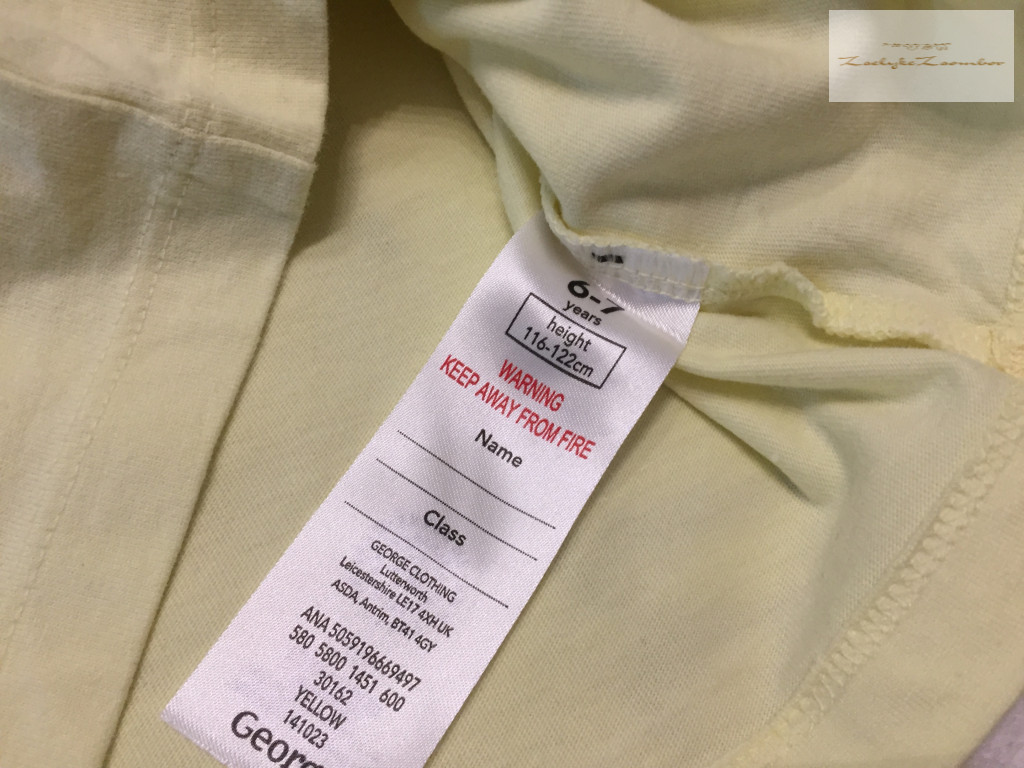 6-7
years
height
116-122cm
WARNING
KEEP AWAY FROM FIRE
Name
Class
GEORGE CLOTHING
Lutterworth
Leicestershire LE17 4XH UK
ASDA, Antrim, BT41 4GY
ANA 5059196669497
580 5800 1451 600
30162
YELLOW
141023